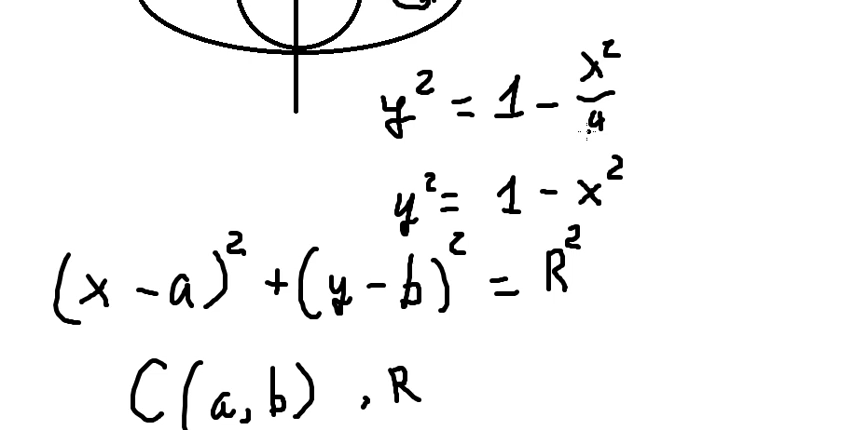 y² = 1 - x²/4
y² = 1 - x²
(x - a)² + (y - b)² = R²
C(a, b) , R